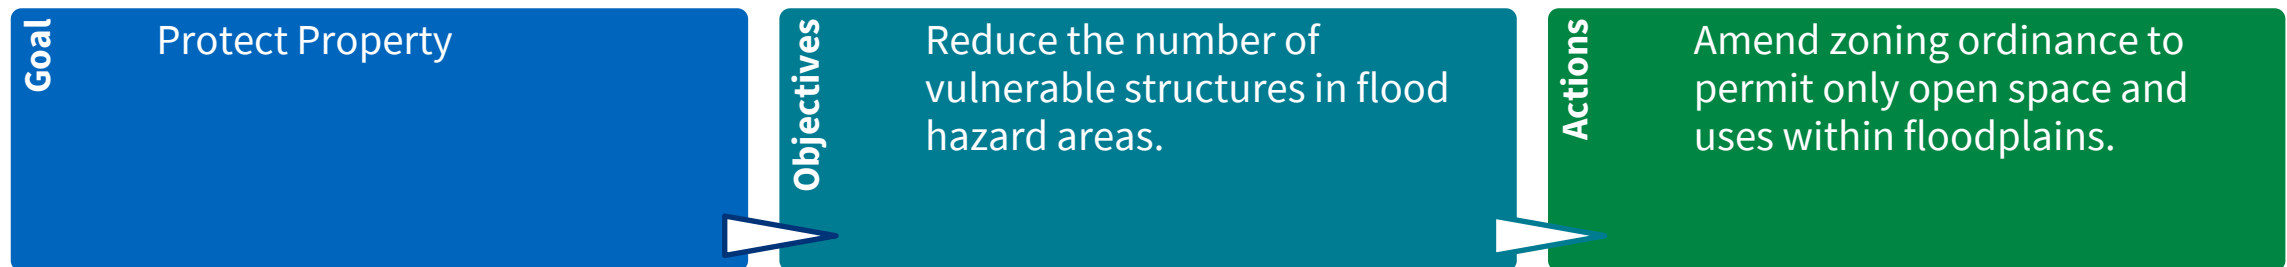 Goal
Protect Property
Objectives
Reduce the number of
vulnerable structures in flood
hazard areas.
Actions
Amend zoning ordinance to
permit only open space and
uses within floodplains.